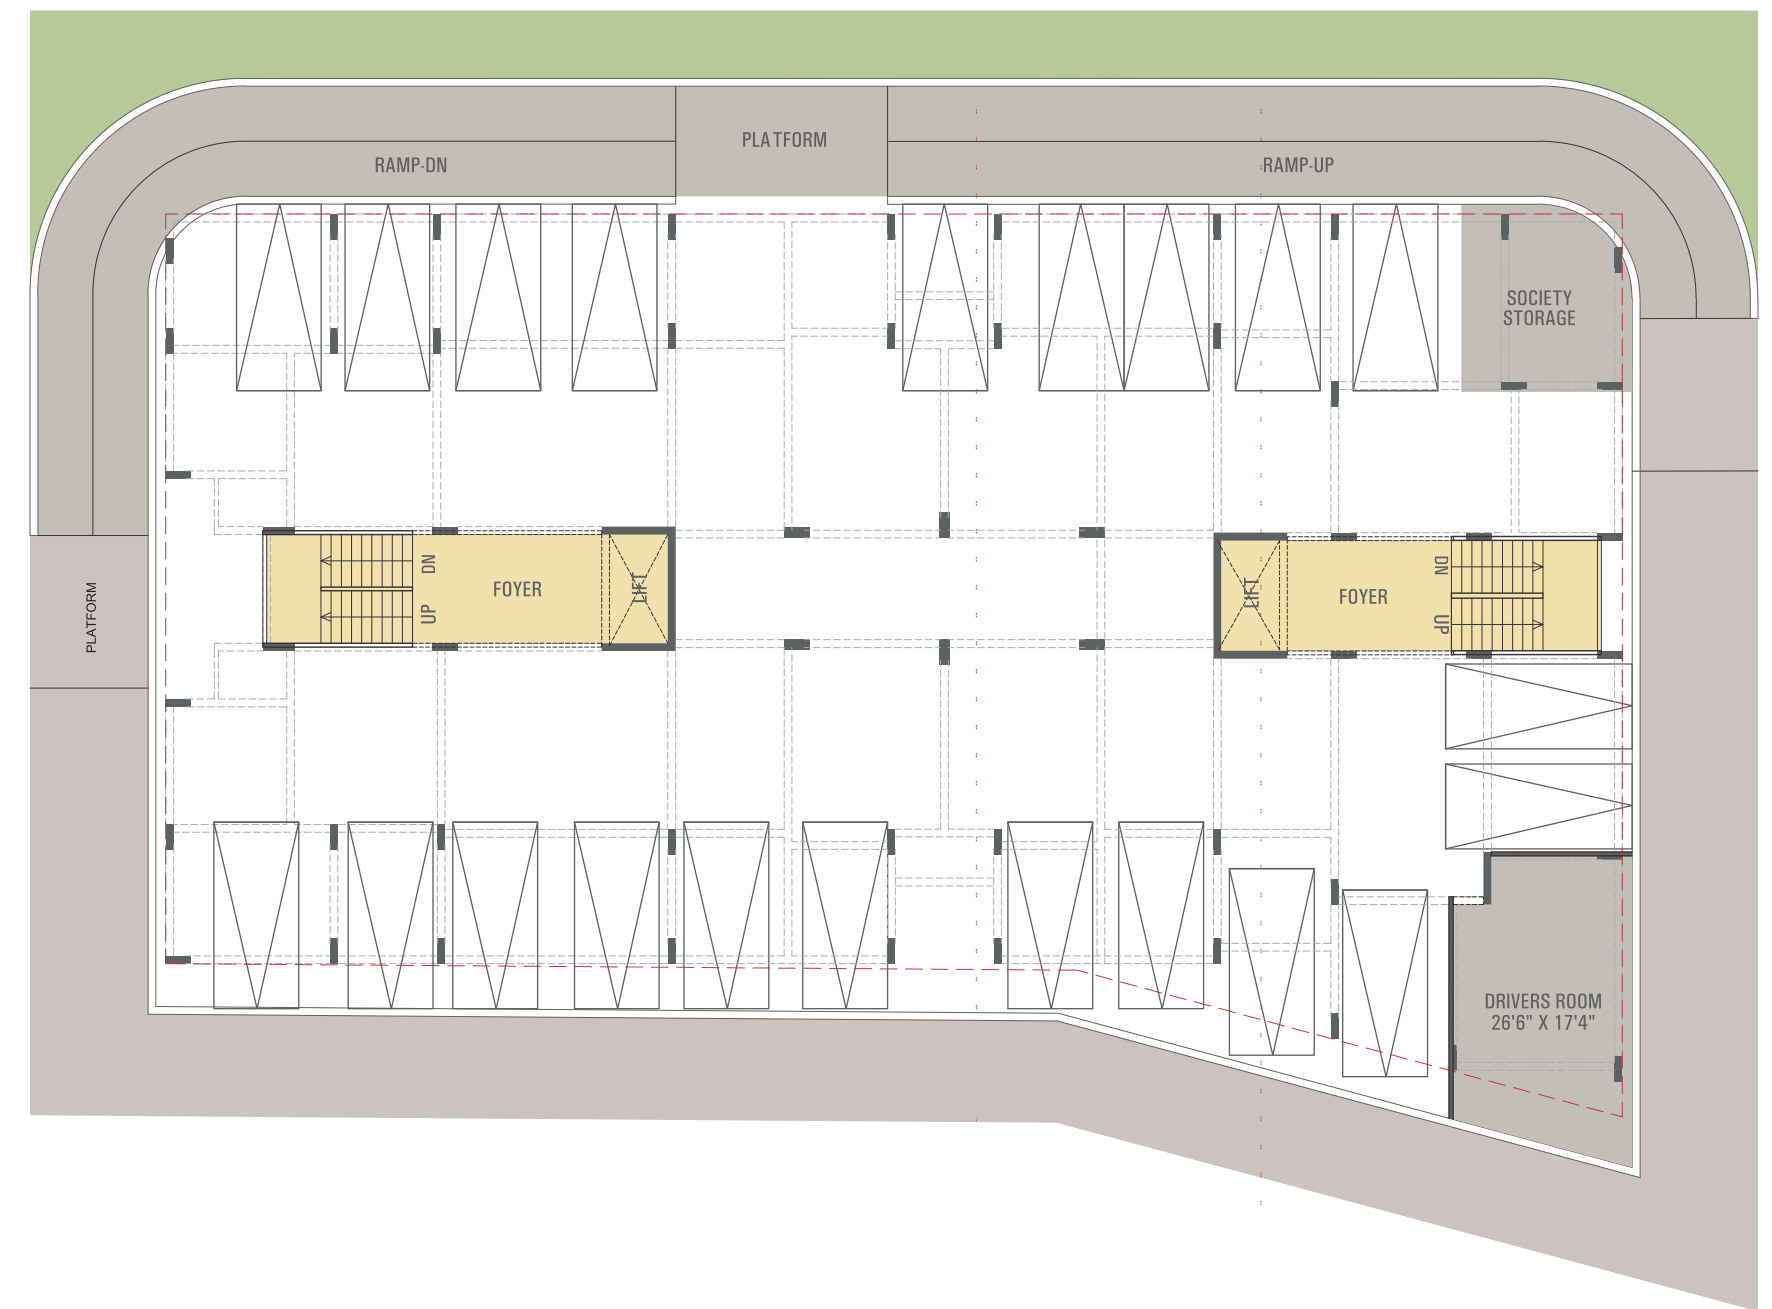 PLATFORM
RAMP-DN
RAMP-UP
SOCIETY
STORAGE
PLATFORM
DN
UP
FOYER
LIFT
LIFT
FOYER
DN
UP
DRIVERS ROOM
26'6" X 17'4"